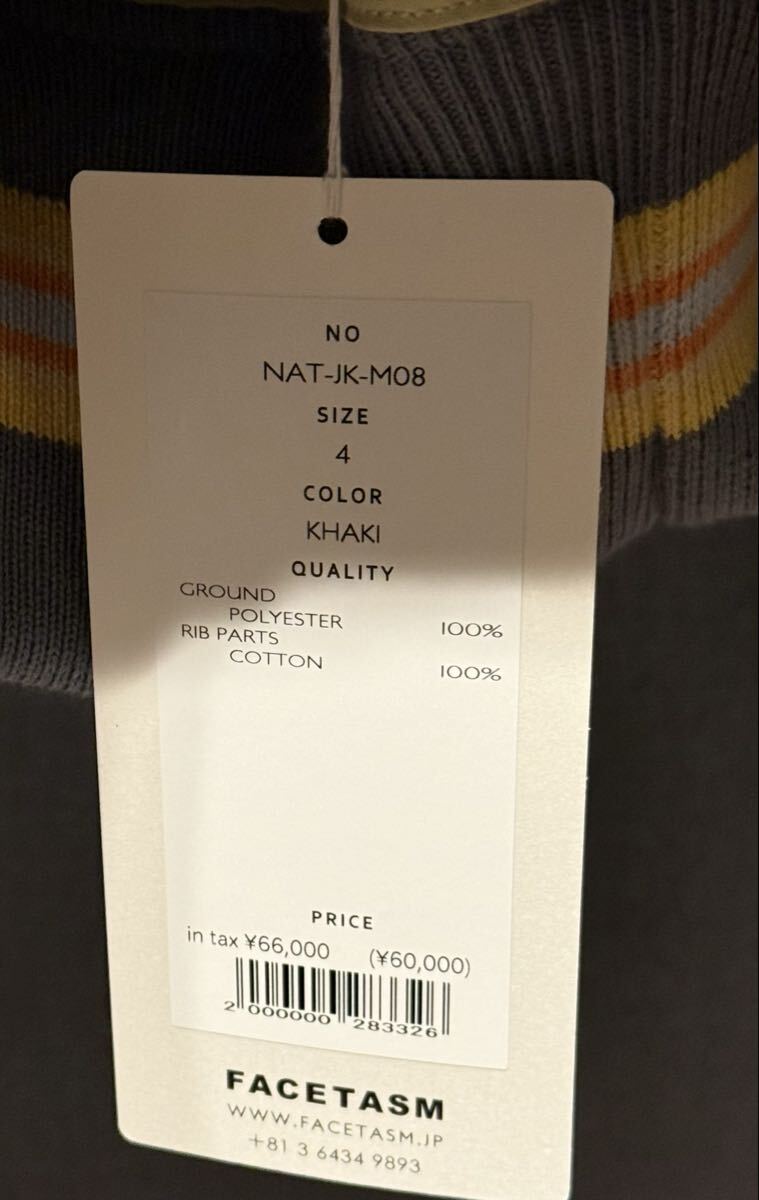 NO
NAT-JK-M08
SIZE
4
COLOR
KHAKI
QUALITY
GROUND
POLYESTER 100%
RIB PARTS
COTTON 100%
PRICE
in tax ¥66,000 (¥60,000)
2 000000 283326
FACETASM
WWW.FACETASM.JP
+81 3 6434 9893